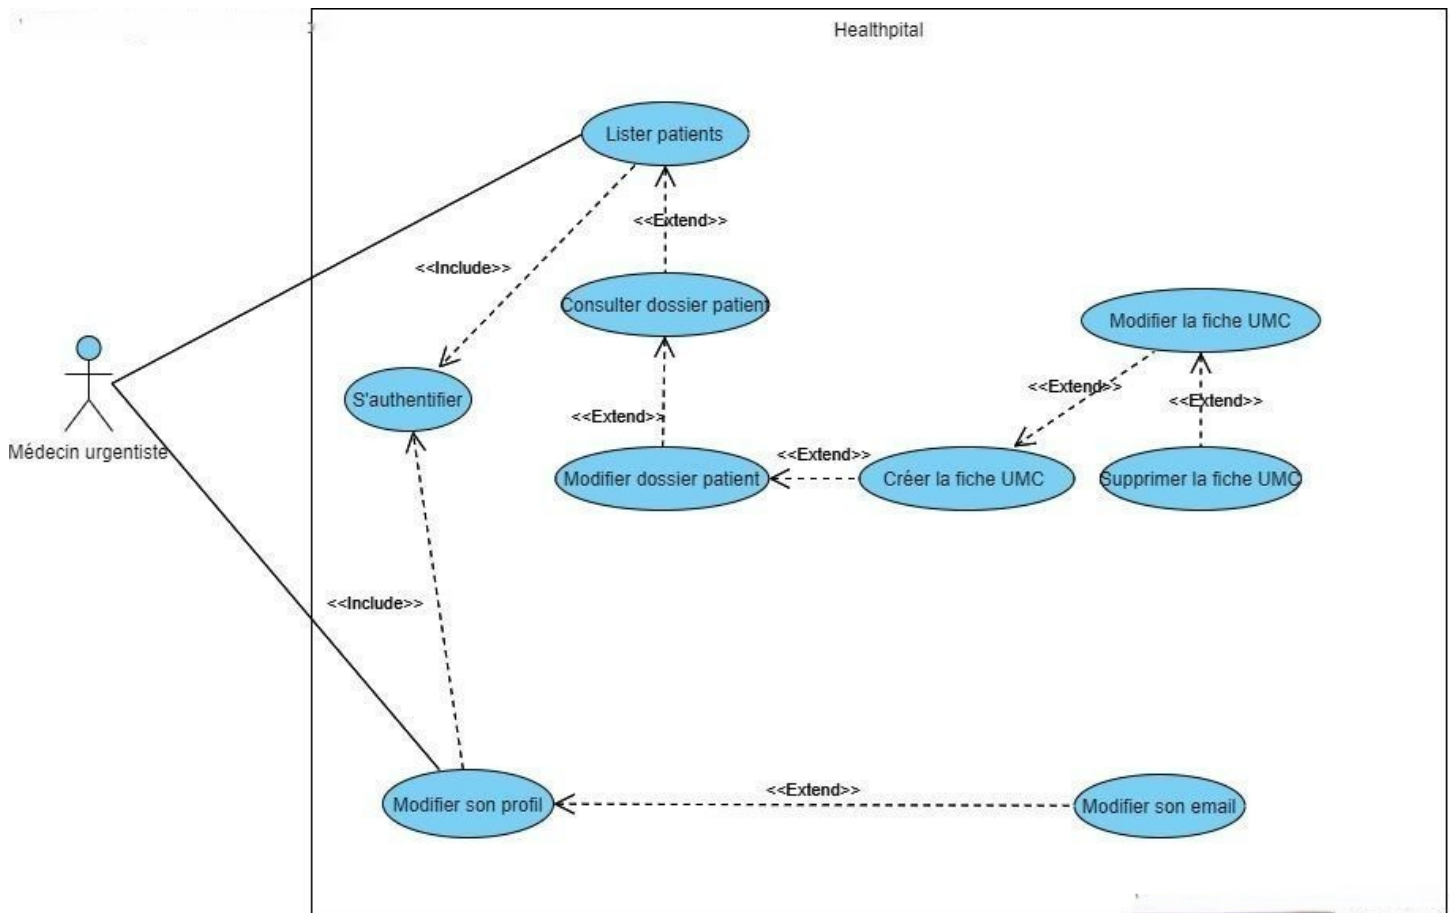 Healthpital
Lister patients
<<Extend>>
<<Include>>
Consulter dossier patient
Modifier la fiche UMC
<<Extend>>
<<Extend>>
S'authentifier
<<Extend>>
Médecin urgentiste
<<Extend>>
Modifier dossier patient
Créer la fiche UMC
Supprimer la fiche UMC
<<Include>>
<<Extend>>
Modifier son profil
Modifier son email